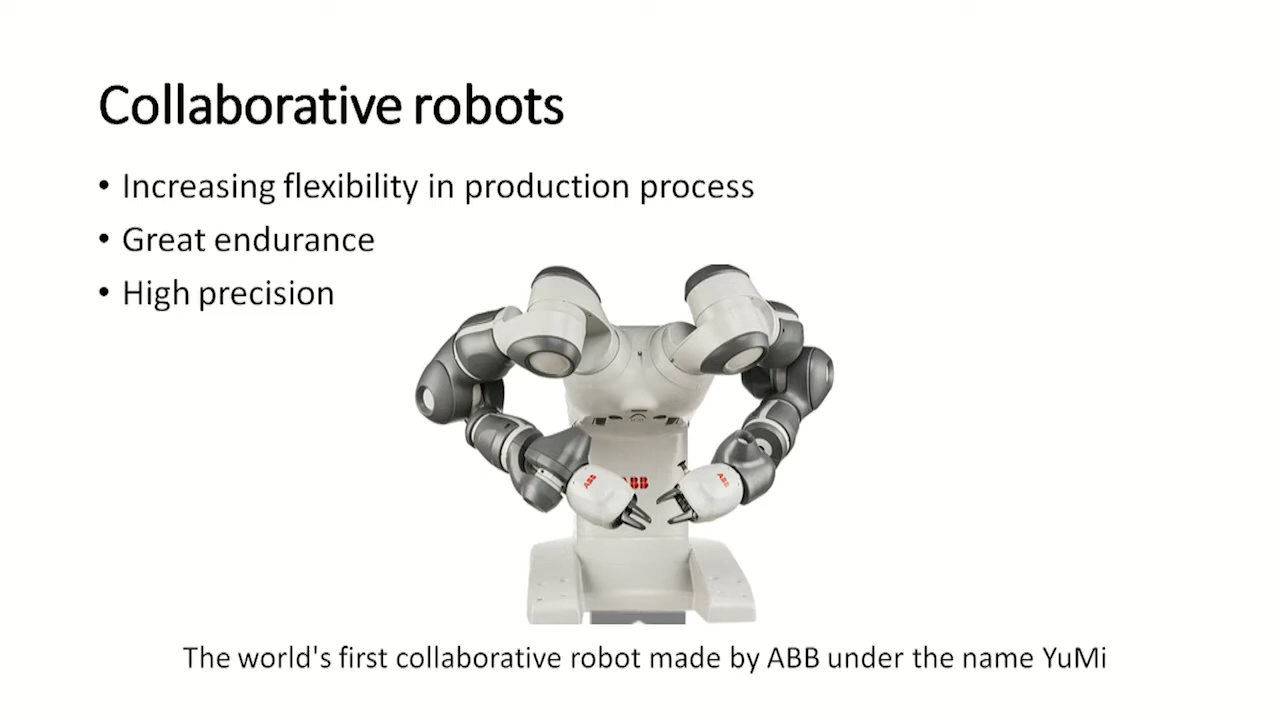 Collaborative robots
• Increasing flexibility in production process
• Great endurance
• High precision
ABB
ABB
ABB
The world's first collaborative robot made by ABB under the name YuMi